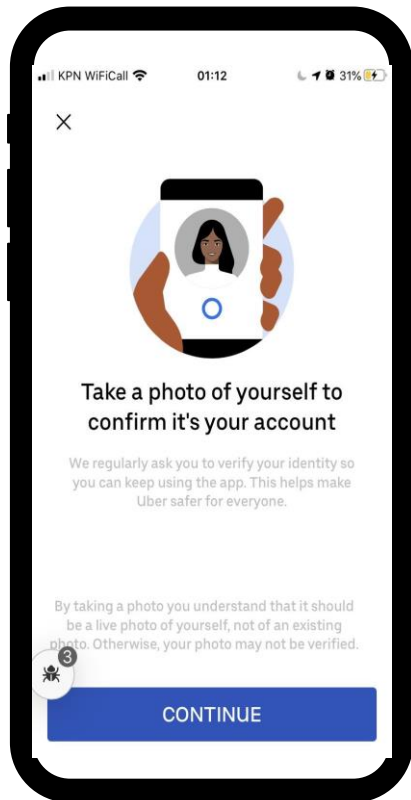 KPN WiFiCall 01:12 31%
Take a photo of yourself to
confirm it's your account
We regularly ask you to verify your identity so
you can keep using the app. This helps make
Uber safer for everyone.
By taking a photo you understand that it should
be a live photo of yourself, not of an existing
photo. Otherwise, your photo may not be verified.
3
CONTINUE